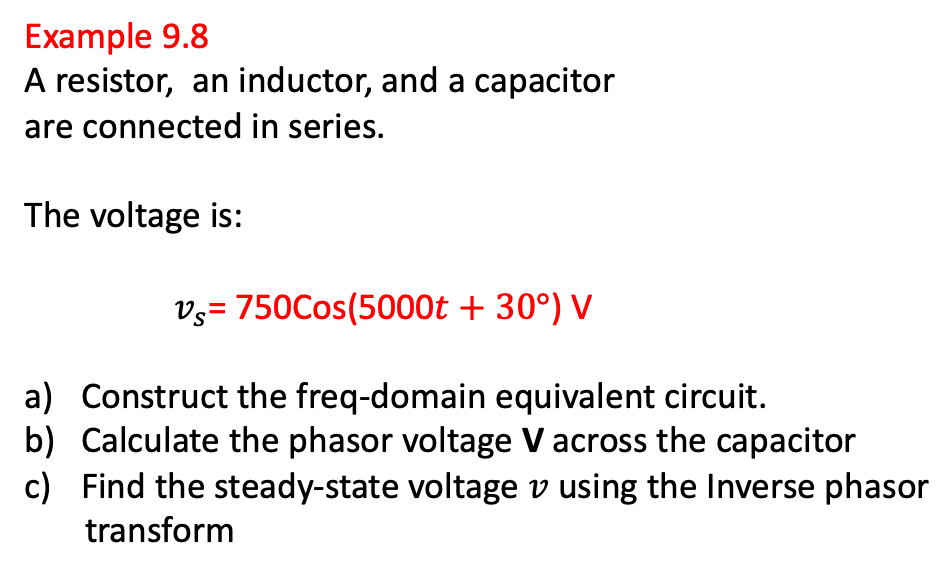 Example 9.8
A resistor,  an inductor, and a capacitor
are connected in series.
The voltage is:
𝑣ₛ= 750Cos(5000𝑡 + 30°) V
a) Construct the freq-domain equivalent circuit.
b) Calculate the phasor voltage V across the capacitor
c) Find the steady-state voltage 𝑣 using the Inverse phasor
transform